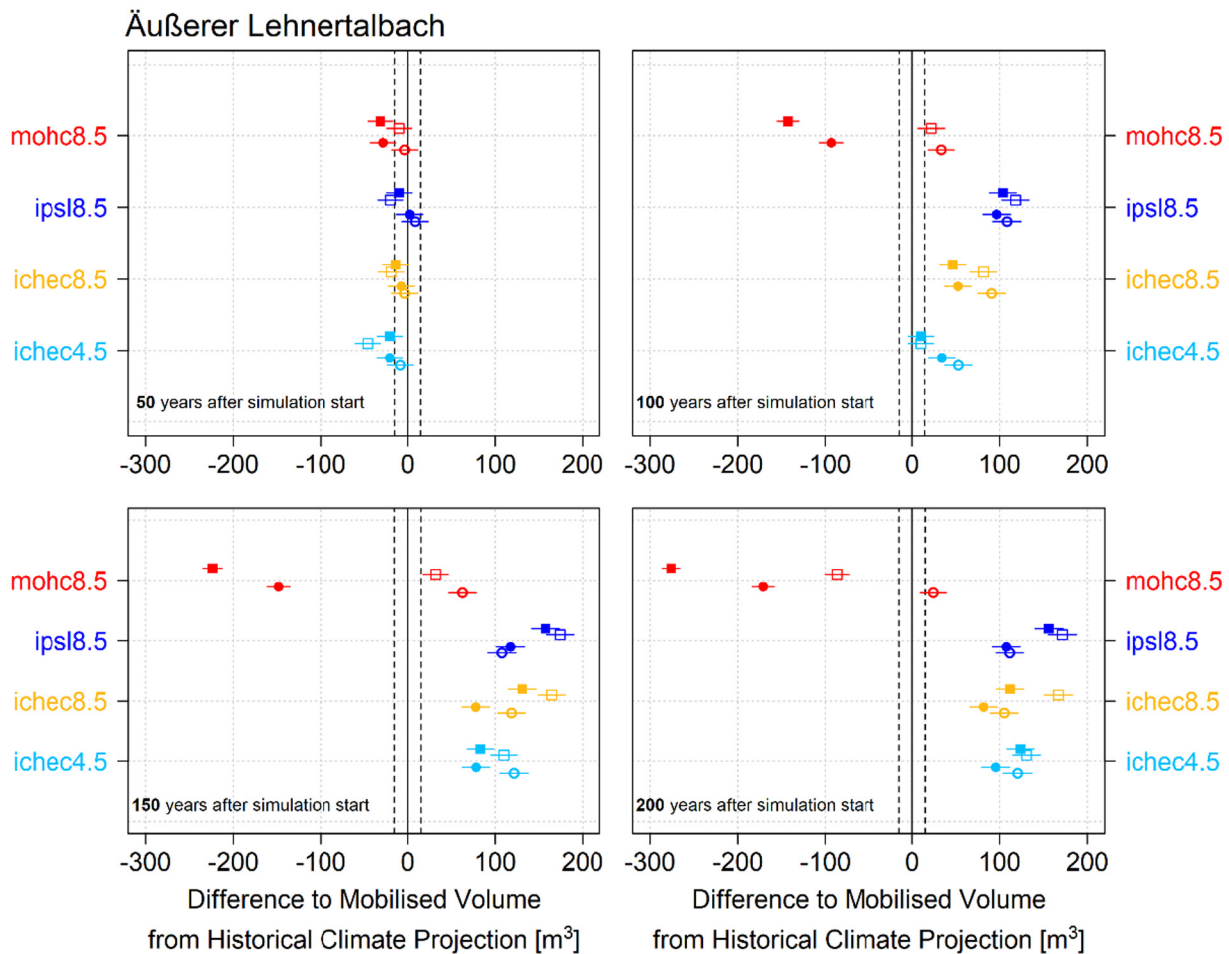 Äußerer Lehnertalbach
mohc8.5
ipsl8.5
ichec8.5
ichec4.5
50 years after simulation start
-300 -200 -100 0 100 200
mohc8.5
ipsl8.5
ichec8.5
ichec4.5
100 years after simulation start
-300 -200 -100 0 100 200
mohc8.5
ipsl8.5
ichec8.5
ichec4.5
150 years after simulation start
-300 -200 -100 0 100 200
Difference to Mobilised Volume
from Historical Climate Projection [m³]
mohc8.5
ipsl8.5
ichec8.5
ichec4.5
200 years after simulation start
-300 -200 -100 0 100 200
Difference to Mobilised Volume
from Historical Climate Projection [m³]